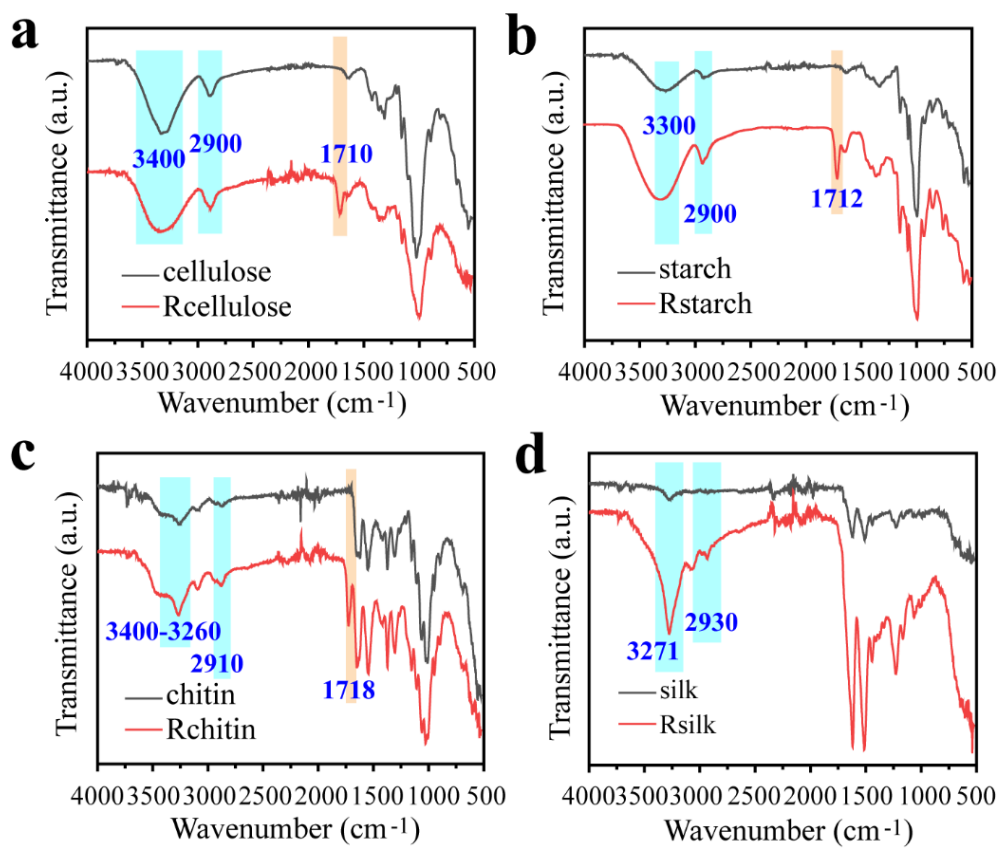 a
Transmittance (a.u.)
3400
2900
1710
cellulose
Rcellulose
4000 3500 3000 2500 2000 1500 1000 500
Wavenumber (cm-1)
b
Transmittance (a.u.)
3300
2900
1712
starch
Rstarch
4000 3500 3000 2500 2000 1500 1000 500
Wavenumber (cm-1)
c
Transmittance (a.u.)
3400-3260
2910
1718
chitin
Rchitin
4000 3500 3000 2500 2000 1500 1000 500
Wavenumber (cm-1)
d
Transmittance (a.u.)
3271
2930
silk
Rsilk
4000 3500 3000 2500 2000 1500 1000 500
Wavenumber (cm-1)